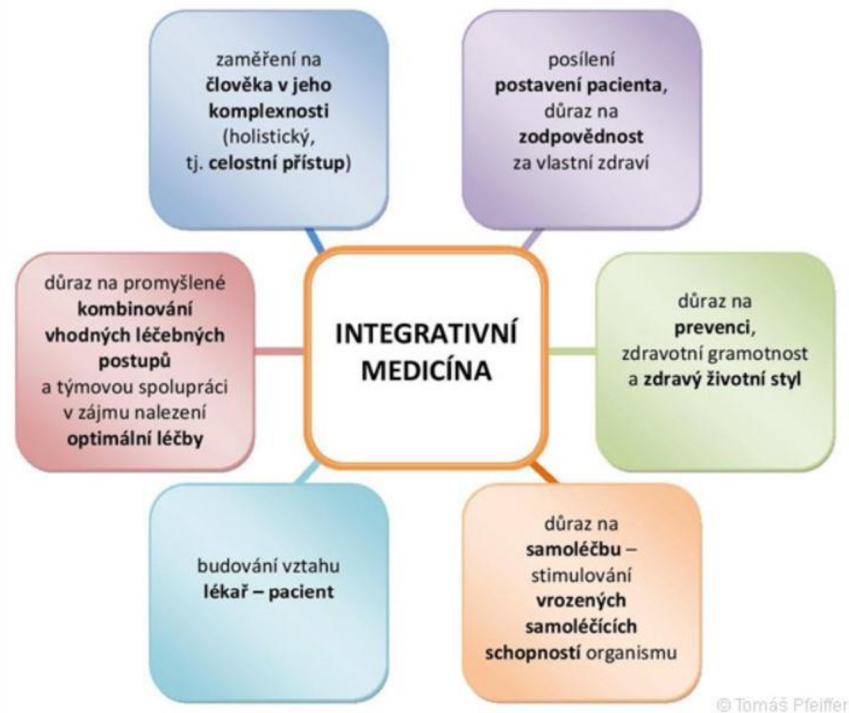 zaměření na
člověka v jeho
komplexnosti
(holistický,
tj. celostní přístup)
posílení
postavení pacienta,
důraz na
zodpovědnost
za vlastní zdraví
důraz na promyšlené
kombinování
vhodných léčebných
postupů
a týmovou spolupráci
v zájmu nalezení
optimální léčby
INTEGRATIVNÍ
MEDICÍNA
důraz na
prevenci,
zdravotní gramotnost
a zdravý životní styl
budování vztahu
lékař – pacient
důraz na
samoléčbu –
stimulování
vrozených
samoléčících
schopností organismu
© Tomáš Pfeiffer